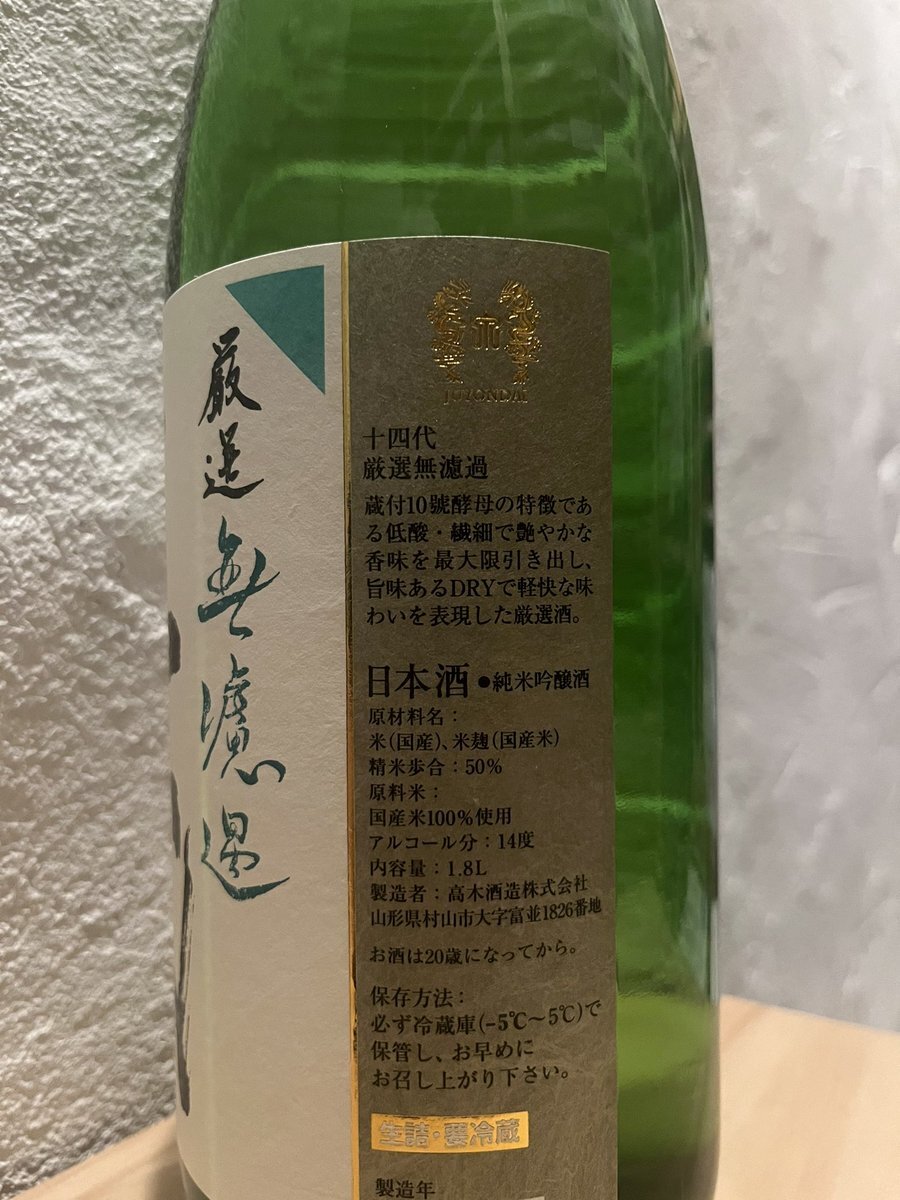 厳選無濾過
JUYONDAI
十四代
厳選無濾過
蔵付10號酵母の特徴であ
る低酸・繊細で艶やかな
香味を最大限引き出し、
旨味あるDRYで軽快な味
わいを表現した厳選酒。
日本酒●純米吟醸酒
原材料名：
米(国産)、米麹(国産米)
精米歩合：50%
原料米：
国産米100%使用
アルコール分：14度
内容量：1.8L
製造者：高木酒造株式会社
山形県村山市大字富並1826番地
お酒は20歳になってから。
保存方法：
必ず冷蔵庫(-5℃～5℃)で
保管し、お早めに
お召し上がり下さい。
生詰・要冷蔵
製造年